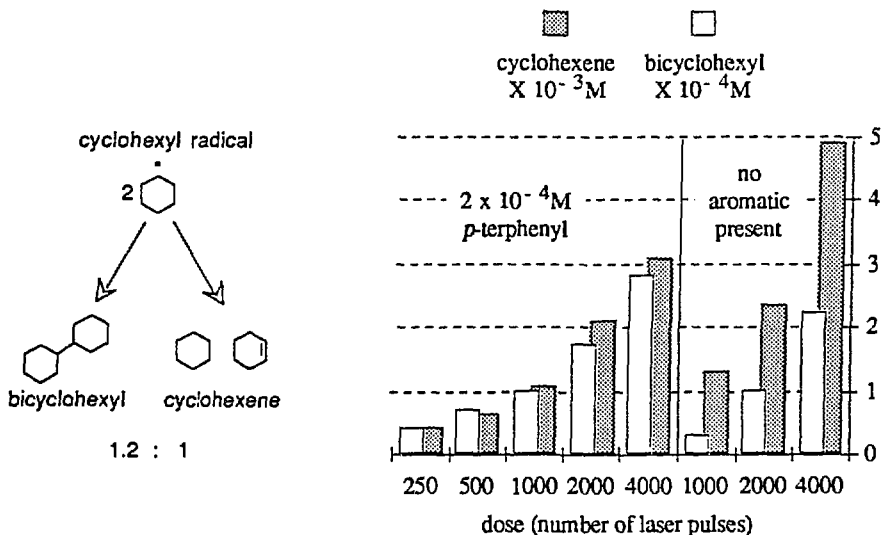 cyclohexyl radical
2
bicyclohexyl cyclohexene
1.2 : 1
cyclohexene bicyclohexyl
X 10⁻³M X 10⁻⁴M
2 x 10⁻⁴M
p-terphenyl
no
aromatic
present
5
4
3
2
1
0
250 500 1000 2000 4000 1000 2000 4000
dose (number of laser pulses)